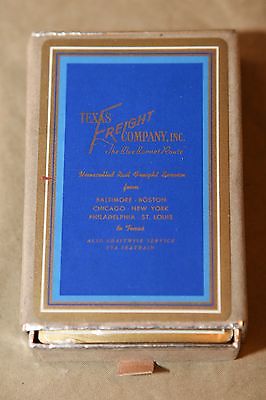 TEXAS
FREIGHT
COMPANY, INC.
The Blue Bonnet Route
Unexcelled Rail Freight Service
from
BALTIMORE · BOSTON
CHICAGO · NEW YORK
PHILADELPHIA · ST. LOUIS
to Texas
ALSO COASTWISE SERVICE
VIA SEATRAIN